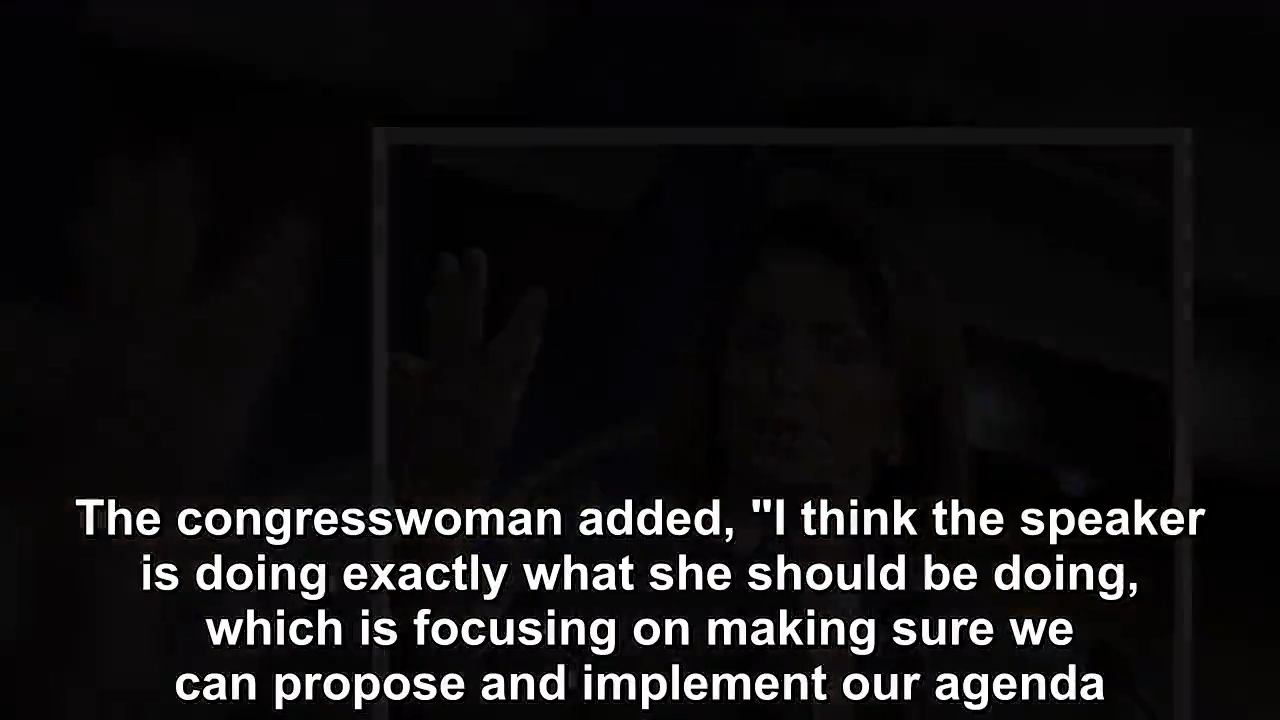 The congresswoman added, "I think the speaker
is doing exactly what she should be doing,
which is focusing on making sure we
can propose and implement our agenda